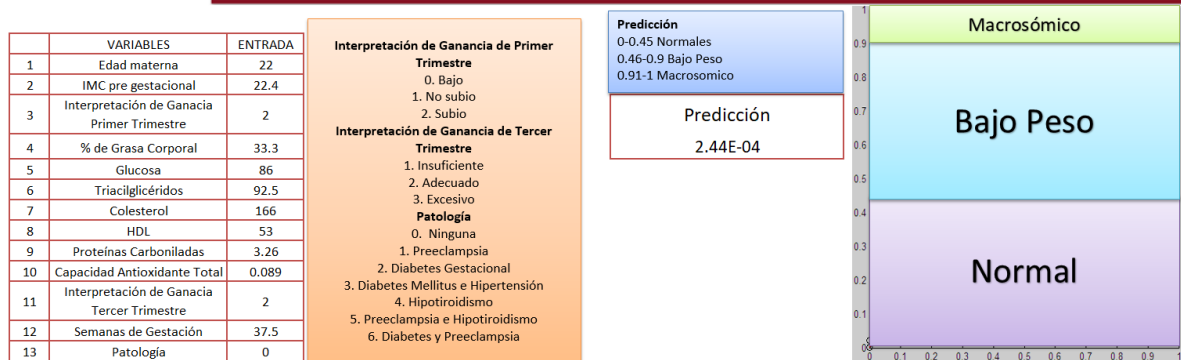 VARIABLES ENTRADA
1 Edad materna 22
2 IMC pre gestacional 22.4
3 Interpretación de Ganacia Primer Trimestre 2
4 % de Grasa Corporal 33.3
5 Glucosa 86
6 Triacilglicéridos 92.5
7 Colesterol 166
8 HDL 53
9 Proteínas Carboniladas 3.26
10 Capacidad Antioxidante Total 0.089
11 Interpretación de Ganacia Tercer Trimestre 2
12 Semanas de Gestación 37.5
13 Patología 0
Interpretación de Ganancia de Primer
Trimestre
0. Bajo
1. No subio
2. Subio
Interpretación de Ganancia de Tercer
Trimestre
1. Insuficiente
2. Adecuado
3. Excesivo
Patología
0. Ninguna
1. Preeclampsia
2. Diabetes Gestacional
3. Diabetes Mellitus e Hipertensión
4. Hipotiroidismo
5. Preeclampsia e Hipotiroidismo
6. Diabetes y Preeclampsia
Predicción
0-0.45 Normales
0.46-0.9 Bajo Peso
0.91-1 Macrosomico
Predicción
2.44E-04
1
0.9
0.8
0.7
0.6
0.5
0.4
0.3
0.2
0.1
0
Macrosómico
Bajo Peso
Normal
0 0.1 0.2 0.3 0.4 0.5 0.6 0.7 0.8 0.9 1